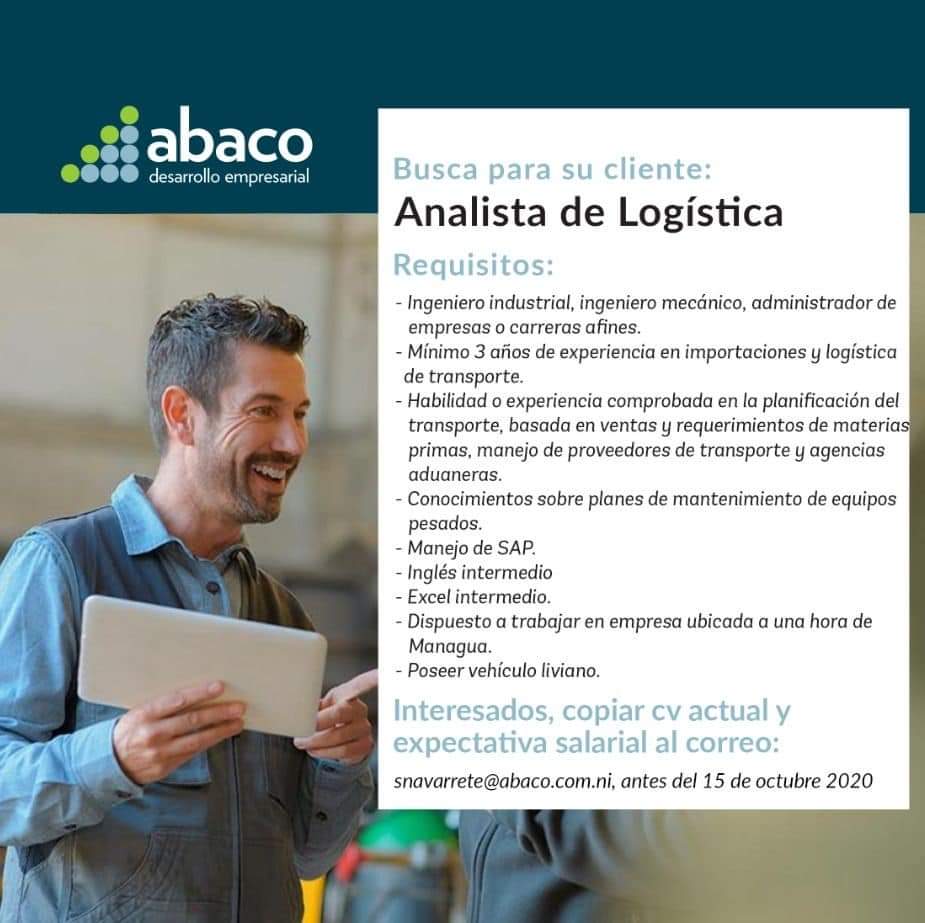 abaco
desarrollo empresarial
Busca para su cliente:
Analista de Logística
Requisitos:
- Ingeniero industrial, ingeniero mecánico, administrador de
empresas o carreras afines.
- Mínimo 3 años de experiencia en importaciones y logística
de transporte.
- Habilidad o experiencia comprobada en la planificación del
transporte, basada en ventas y requerimientos de materias
primas, manejo de proveedores de transporte y agencias
aduaneras.
- Conocimientos sobre planes de mantenimiento de equipos
pesados.
- Manejo de SAP.
- Inglés intermedio
- Excel intermedio.
- Dispuesto a trabajar en empresa ubicada a una hora de
Managua.
- Poseer vehículo liviano.
Interesados, copiar cv actual y
expectativa salarial al correo:
snavarrete@abaco.com.ni, antes del 15 de octubre 2020